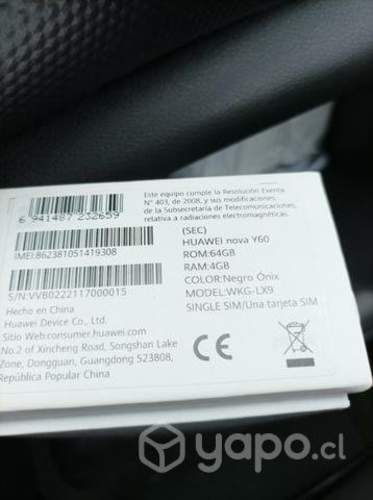 Este equipo cumple la Resolución Exenta
N° 403, de 2008, y sus modificaciones,
de la Subsecretaría de Telecomunicaciones,
relativa a radiaciones electromagnéticas.
6 941487 232659
IMEI:862381051419308
S/N:VVB0222117000015
(SEC)
HUAWEI nova Y60
ROM:64GB
RAM:4GB
COLOR:Negro Ónix
MODEL:WKG-LX9
SINGLE SIM/Una tarjeta SIM
Hecho en China
Huawei Device Co., Ltd.
Sitio Web:consumer.huawei.com
No.2 of Xincheng Road, Songshan Lake
Zone, Dongguan, Guangdong 523808,
República Popular China
CE
yapo.cl